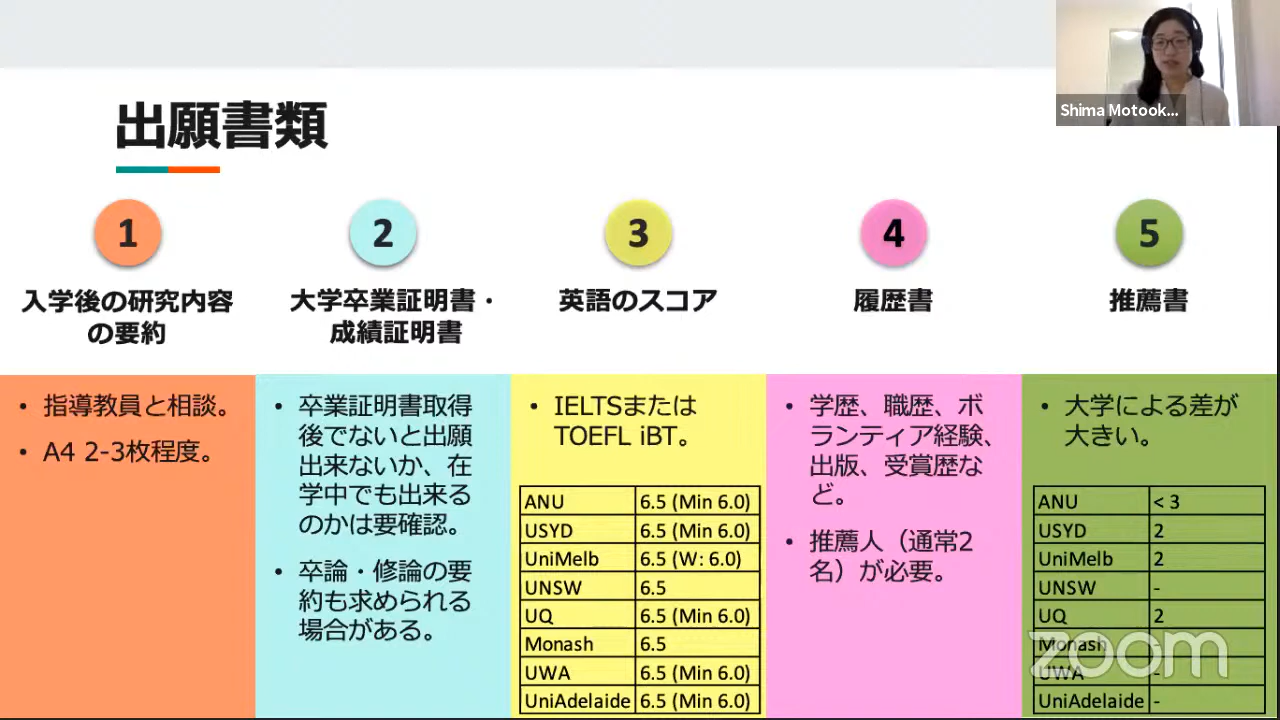 Shima Motook...
出願書類
1
入学後の研究内容
の要約
• 指導教員と相談。
• A4 2-3枚程度。
2
大学卒業証明書・
成績証明書
• 卒業証明書取得
後でないと出願
出来ないか、在
学中でも出来る
のかは要確認。
• 卒論・修論の要
約も求められる
場合がある。
3
英語のスコア
• IELTSまたは
TOEFL iBT。
ANU 6.5 (Min 6.0)
USYD 6.5 (Min 6.0)
UniMelb 6.5 (W: 6.0)
UNSW 6.5
UQ 6.5 (Min 6.0)
Monash 6.5
UWA 6.5 (Min 6.0)
UniAdelaide 6.5 (Min 6.0)
4
履歴書
• 学歴、職歴、ボ
ランティア経験、
出版、受賞歴な
ど。
• 推薦人（通常2
名）が必要。
5
推薦書
• 大学による差が
大きい。
ANU < 3
USYD 2
UniMelb 2
UNSW -
UQ 2
Monash
UWA -
UniAdelaide -
zoom